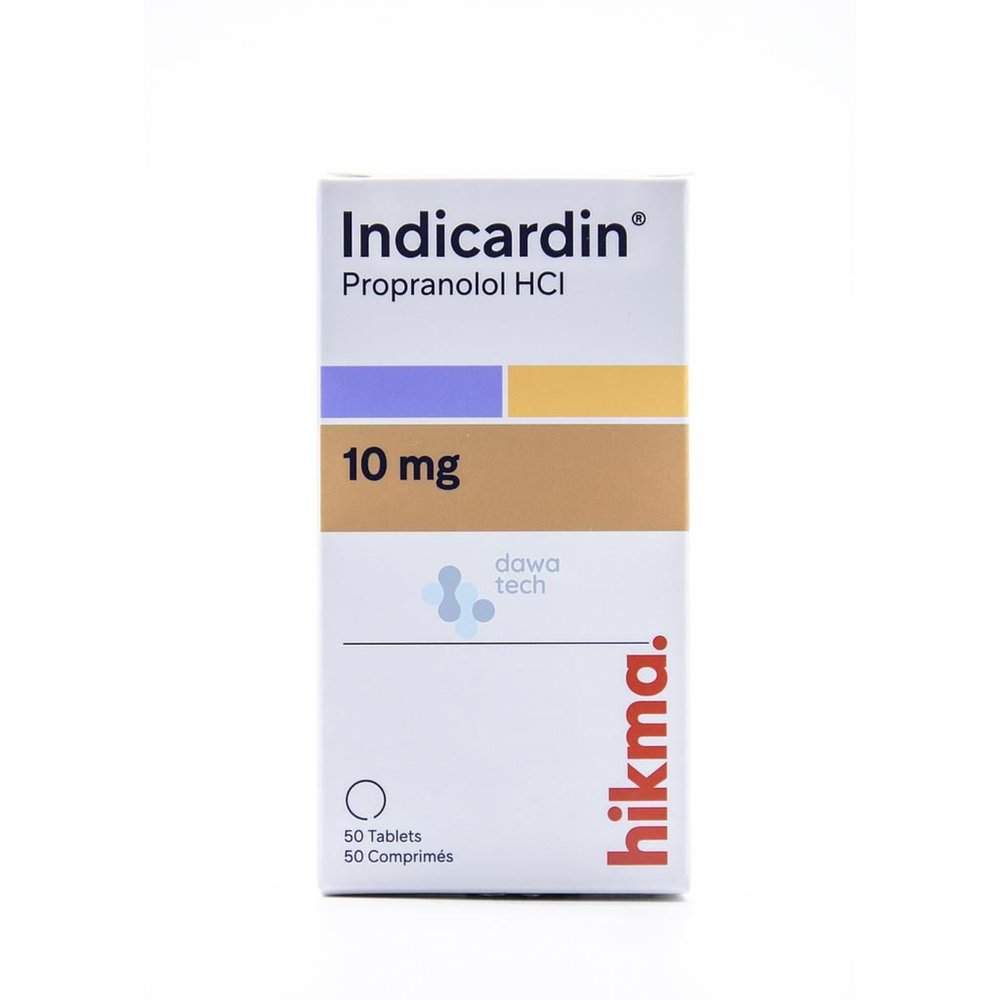 Indicardin®
Propranolol HCl
10 mg
dawa
tech
hikma.
50 Tablets
50 Comprimés